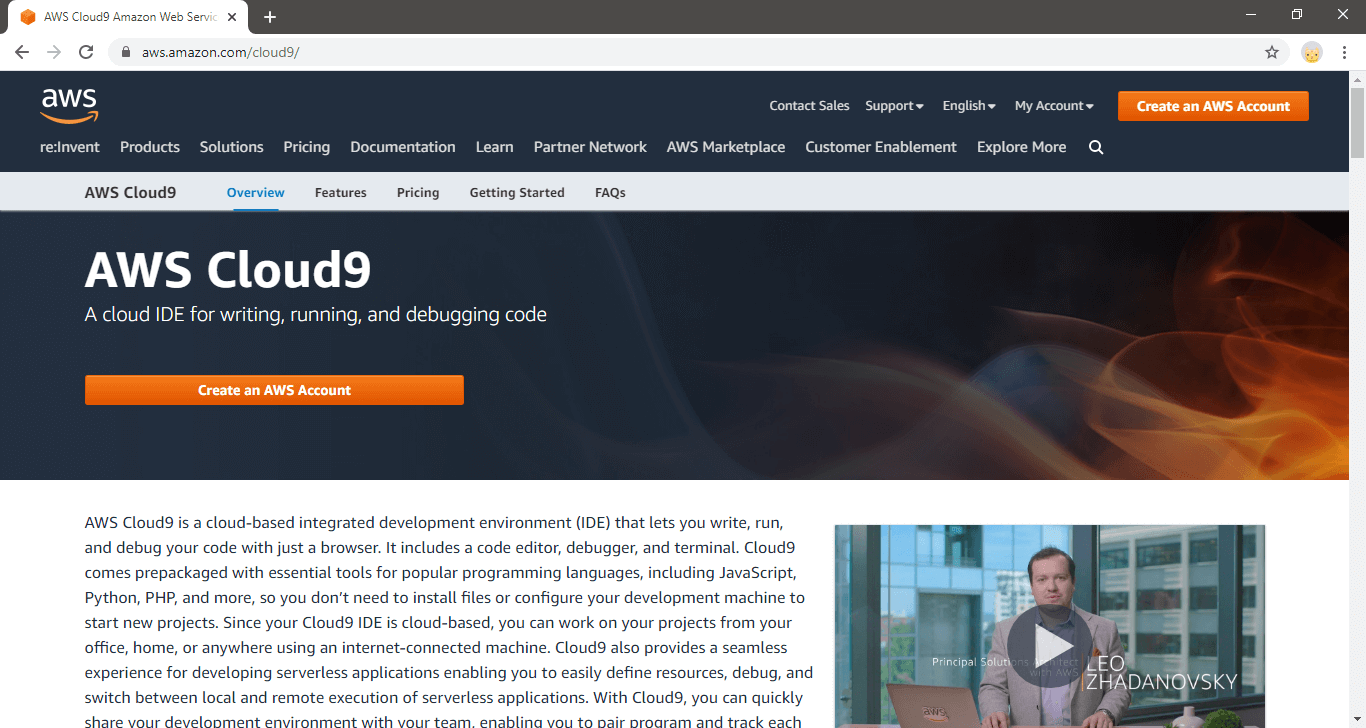 AWS Cloud9 Amazon Web Servic
aws.amazon.com/cloud9/
aws
Contact Sales Support English My Account Create an AWS Account
re:Invent Products Solutions Pricing Documentation Learn Partner Network AWS Marketplace Customer Enablement Explore More
AWS Cloud9 Overview Features Pricing Getting Started FAQs
AWS Cloud9
A cloud IDE for writing, running, and debugging code
Create an AWS Account
AWS Cloud9 is a cloud-based integrated development environment (IDE) that lets you write, run,
and debug your code with just a browser. It includes a code editor, debugger, and terminal. Cloud9
comes prepackaged with essential tools for popular programming languages, including JavaScript,
Python, PHP, and more, so you don’t need to install files or configure your development machine to
start new projects. Since your Cloud9 IDE is cloud-based, you can work on your projects from your
office, home, or anywhere using an internet-connected machine. Cloud9 also provides a seamless
experience for developing serverless applications enabling you to easily define resources, debug, and
switch between local and remote execution of serverless applications. With Cloud9, you can quickly
share your development environment with your team, enabling you to pair program and track each
Principal Solutions Architect
with AWS
LEO
ZHADANOVSKY
aws